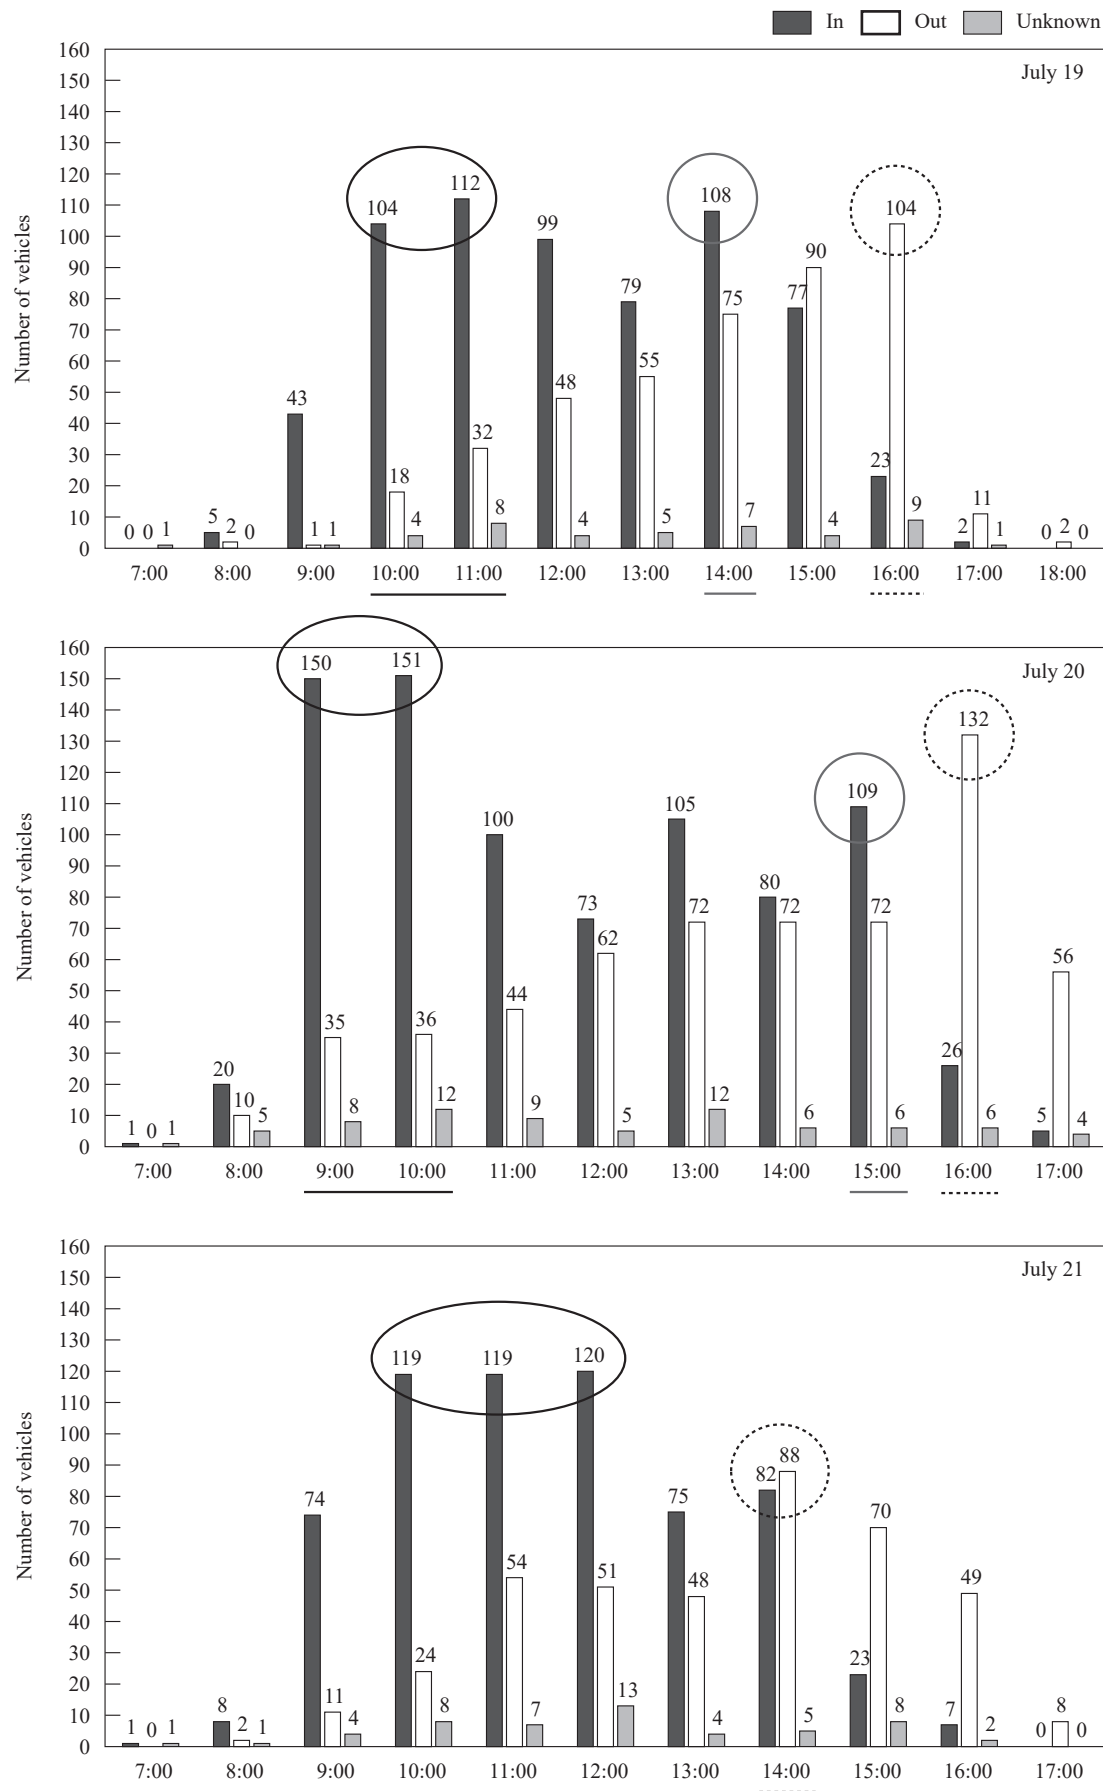 In Out Unknown
July 19
Number of vehicles
160
150
140
130
120
110
100
90
80
70
60
50
40
30
20
10
0
0 0 1
5 2 0
43 1 1
104 18 4
112 32 8
99 48 4
79 55 5
108 75 7
77 90 4
23 104 9
2 11 1
0 2 0
7:00 8:00 9:00 10:00 11:00 12:00 13:00 14:00 15:00 16:00 17:00 18:00
July 20
Number of vehicles
160
150
140
130
120
110
100
90
80
70
60
50
40
30
20
10
0
1 0 1
20 10 5
150 35 8
151 36 12
100 44 9
73 62 5
105 72 12
80 72 6
109 72 6
26 132 6
5 56 4
7:00 8:00 9:00 10:00 11:00 12:00 13:00 14:00 15:00 16:00 17:00
July 21
Number of vehicles
160
150
140
130
120
110
100
90
80
70
60
50
40
30
20
10
0
1 0 1
8 2 1
74 11 4
119 24 8
119 54 7
120 51 13
75 48 4
82 88 5
23 70 8
7 49 2
0 8 0
7:00 8:00 9:00 10:00 11:00 12:00 13:00 14:00 15:00 16:00 17:00